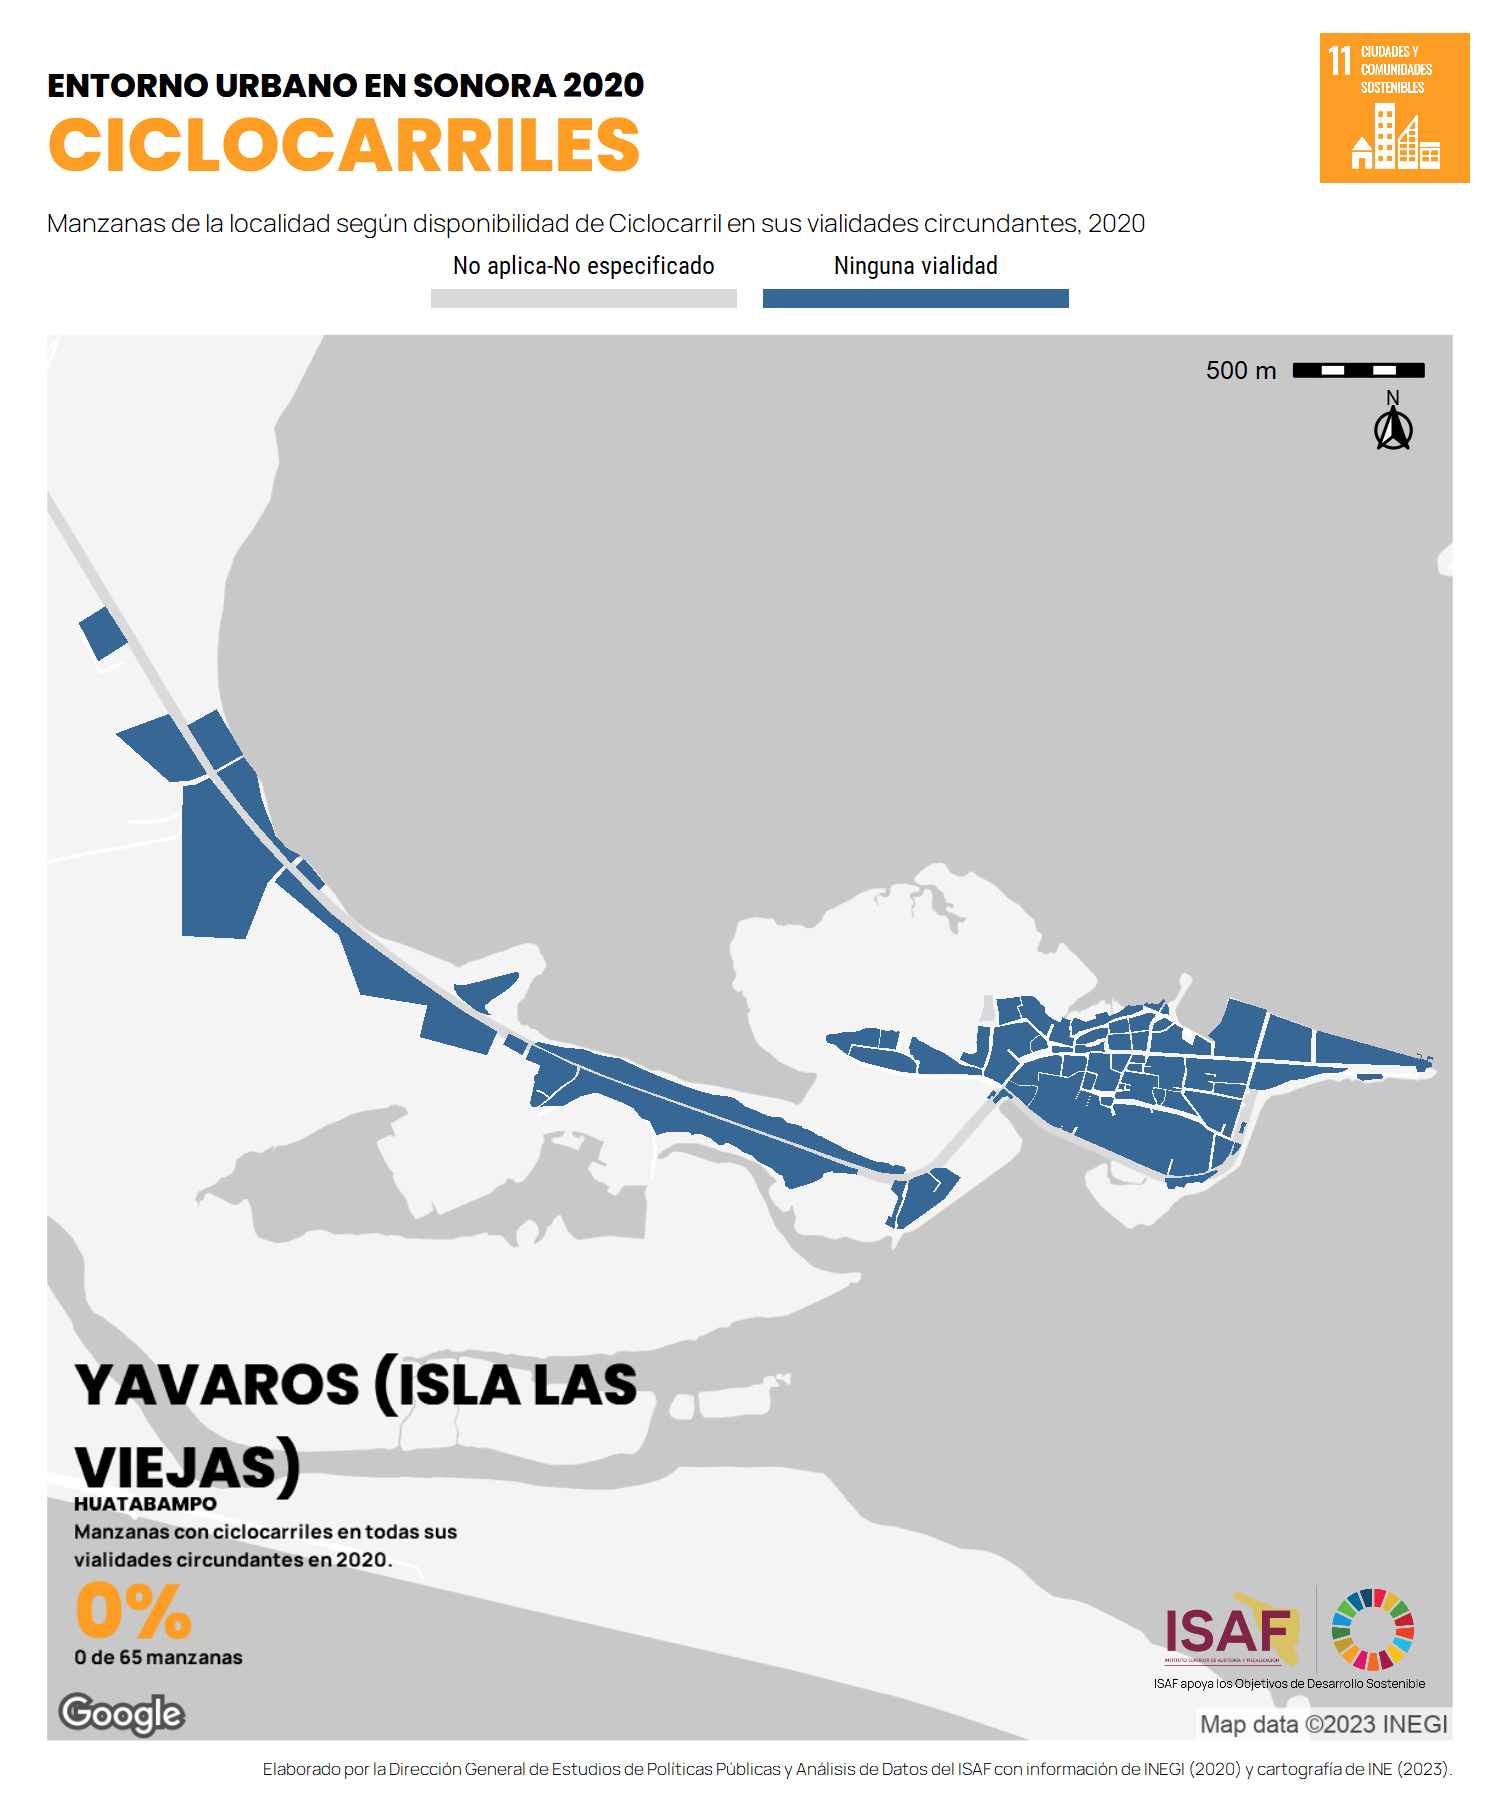 ENTORNO URBANO EN SONORA 2020
CICLOCARRILES
11 CIUDADES Y
COMUNIDADES
SOSTENIBLES
Manzanas de la localidad según disponibilidad de Ciclocarril en sus vialidades circundantes, 2020
No aplica-No especificado
Ninguna vialidad
500 m
N
YAVAROS (ISLA LAS
VIEJAS)
HUATABAMPO
Manzanas con ciclocarriles en todas sus
vialidades circundantes en 2020.
0%
0 de 65 manzanas
ISAF
INSTITUTO SUPERIOR DE AUDITORÍA Y FISCALIZACIÓN
ISAF apoya los Objetivos de Desarrollo Sostenible
Google
Map data ©2023 INEGI
Elaborado por la Dirección General de Estudios de Políticas Públicas y Análisis de Datos del ISAF con información de INEGI (2020) y cartografía de INE (2023).